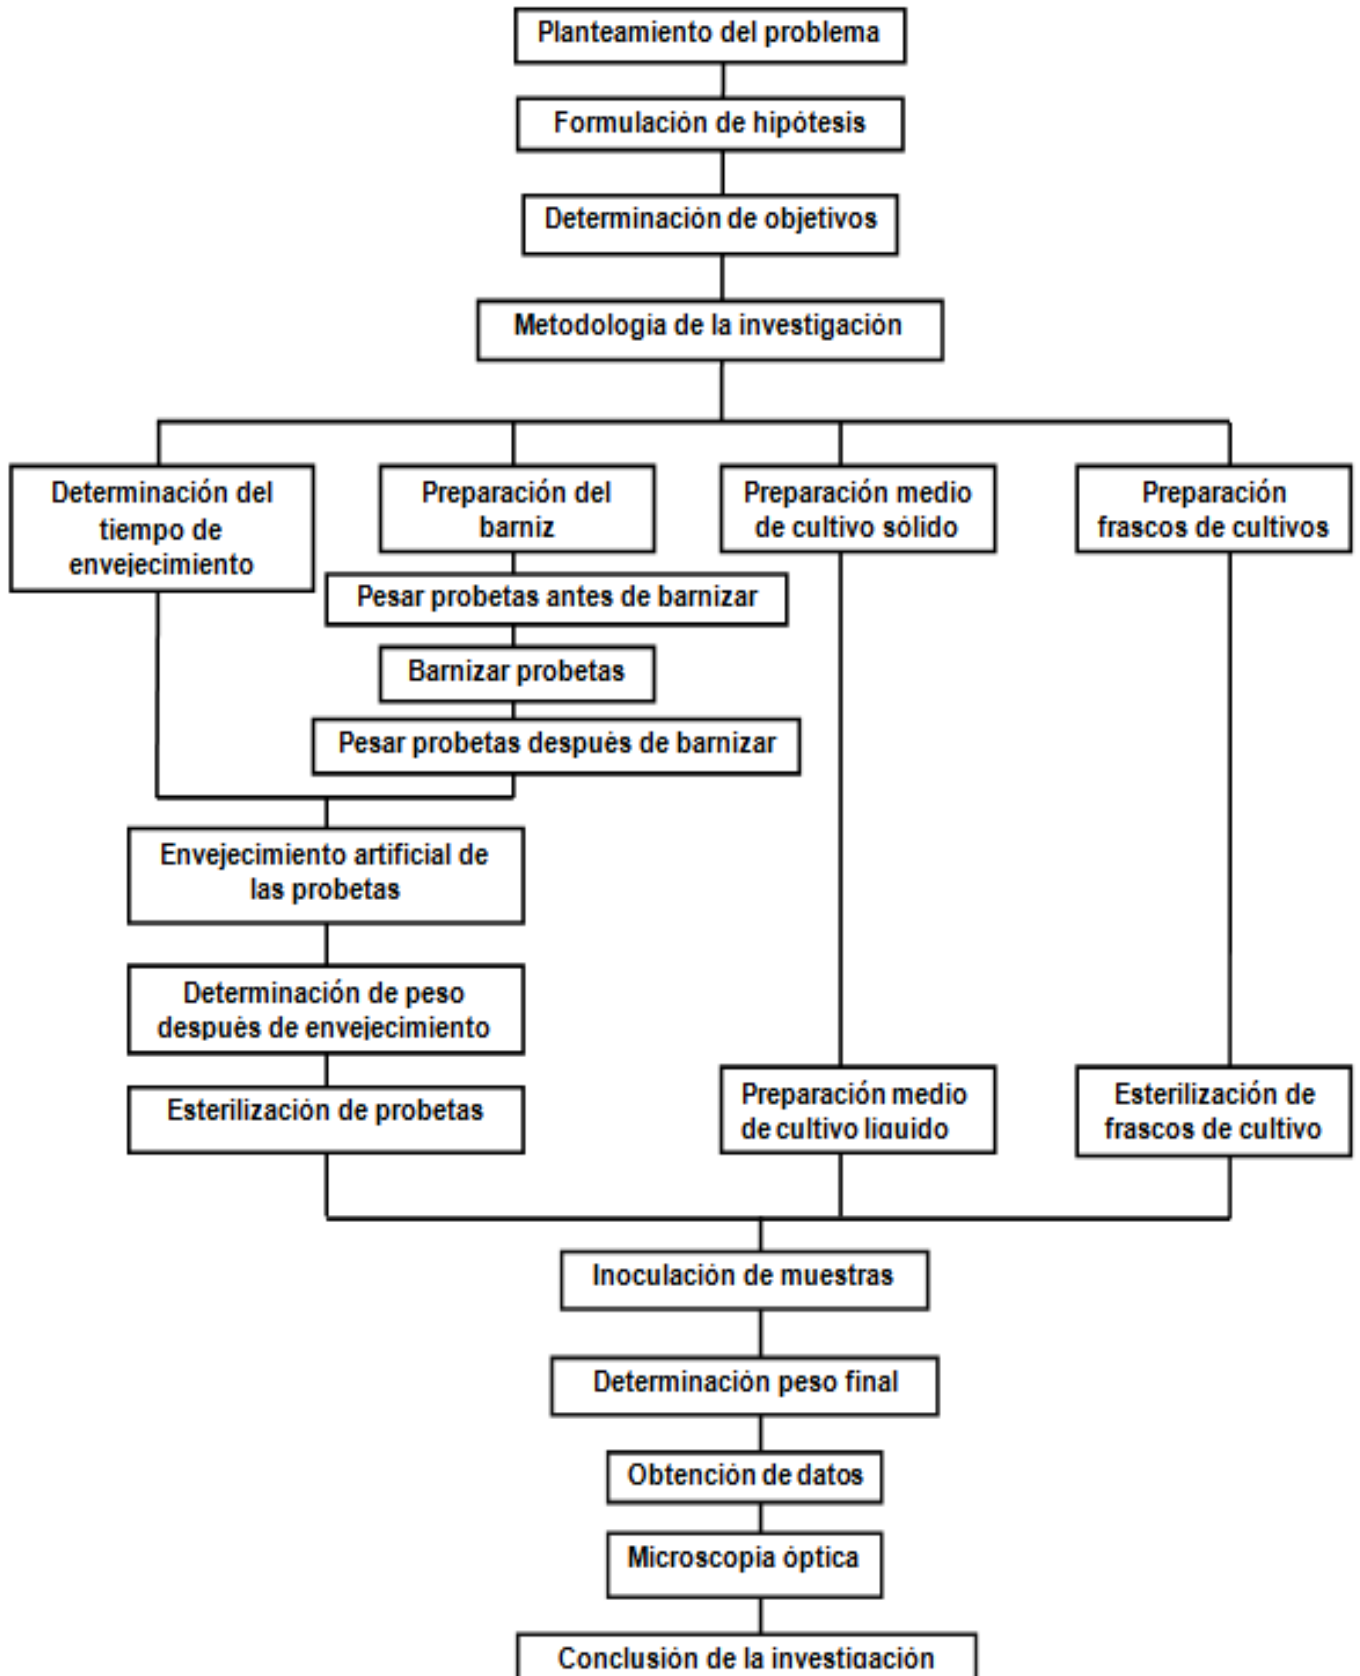 Planteamiento del problema
Formulación de hipótesis
Determinación de objetivos
Metodología de la investigación
Determinación del
tiempo de
envejecimiento
Preparación del
barniz
Preparación medio
de cultivo sólido
Preparación
frascos de cultivos
Pesar probetas antes de barnizar
Barnizar probetas
Pesar probetas después de barnizar
Envejecimiento artificial de
las probetas
Determinación de peso
después de envejecimiento
Esterilización de probetas
Preparación medio
de cultivo líquido
Esterilización de
frascos de cultivo
Inoculación de muestras
Determinación peso final
Obtención de datos
Microscopía óptica
Conclusión de la investigación